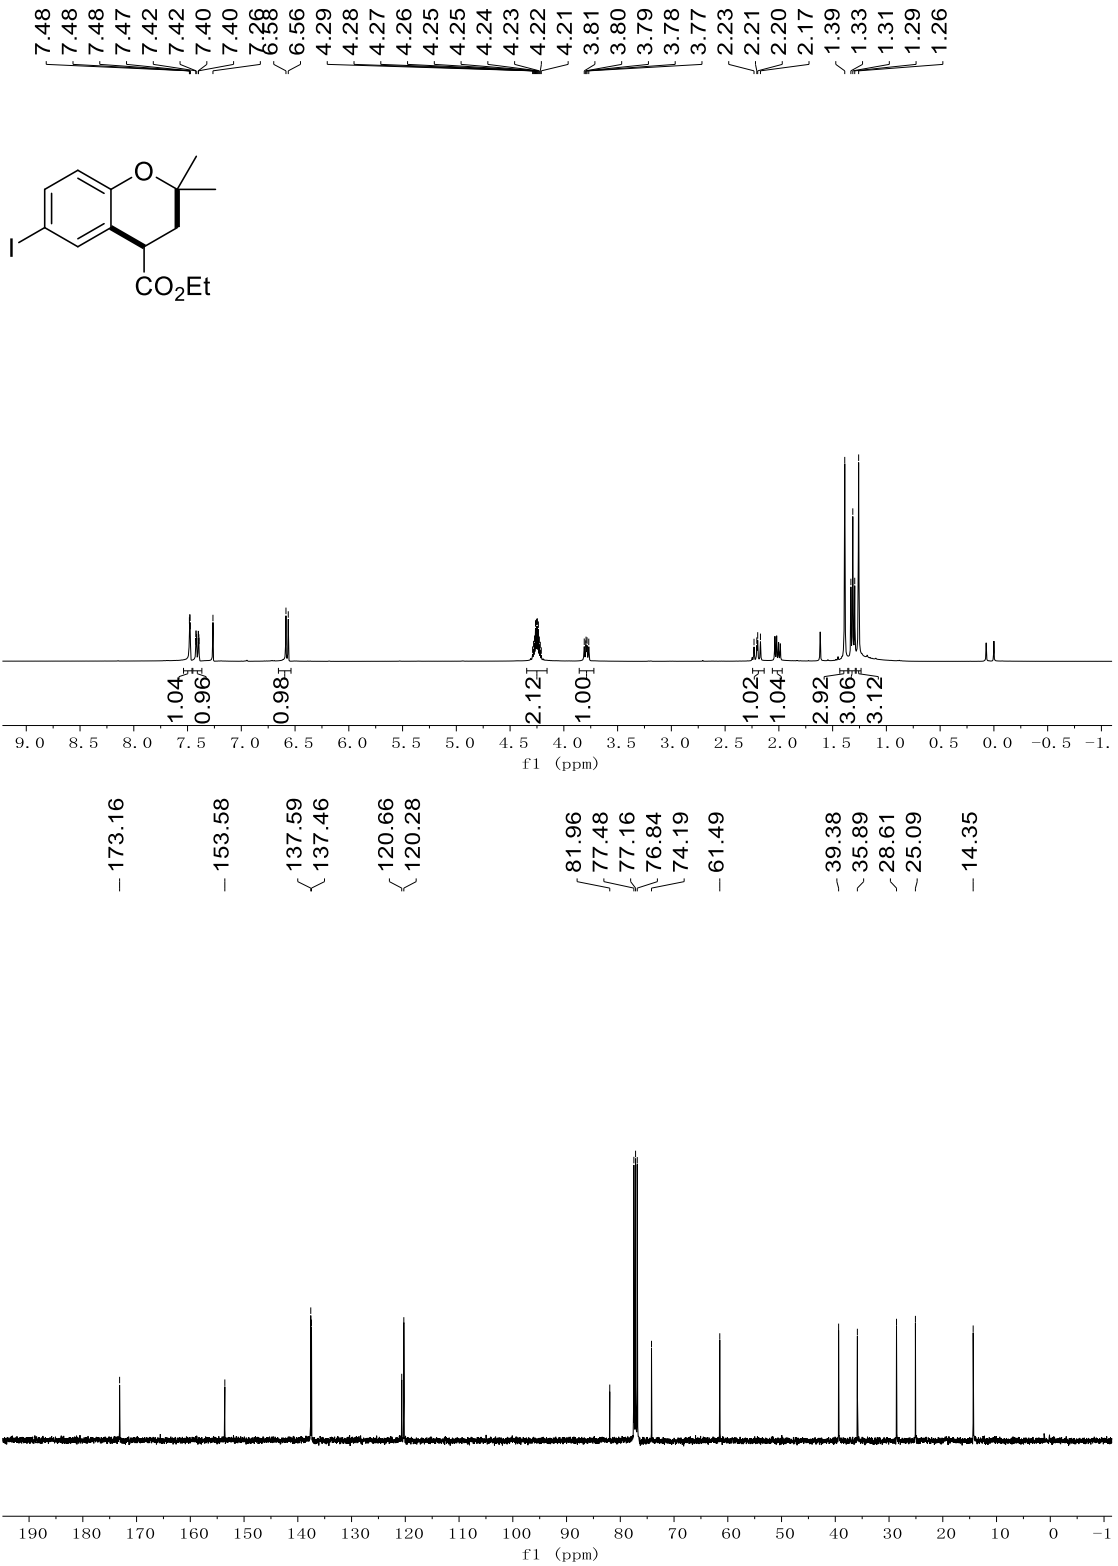 7.48 7.48 7.48 7.47 7.42 7.42 7.40 7.40 7.26 6.58 6.56 4.29 4.28 4.27 4.26 4.25 4.25 4.24 4.23 4.22 4.21 3.81 3.80 3.79 3.78 3.77 2.23 2.21 2.20 2.17 1.39 1.33 1.31 1.29 1.26
O
I
CO2Et
1.04 0.96 0.98 2.12 1.00 1.02 1.04 2.92 3.06 3.12
9.0 8.5 8.0 7.5 7.0 6.5 6.0 5.5 5.0 4.5 4.0 3.5 3.0 2.5 2.0 1.5 1.0 0.5 0.0 -0.5 -1.
f1 (ppm)
173.16 153.58 137.59 137.46 120.66 120.28 81.96 77.48 77.16 76.84 74.19 61.49 39.38 35.89 28.61 25.09 14.35
190 180 170 160 150 140 130 120 110 100 90 80 70 60 50 40 30 20 10 0 -1
f1 (ppm)